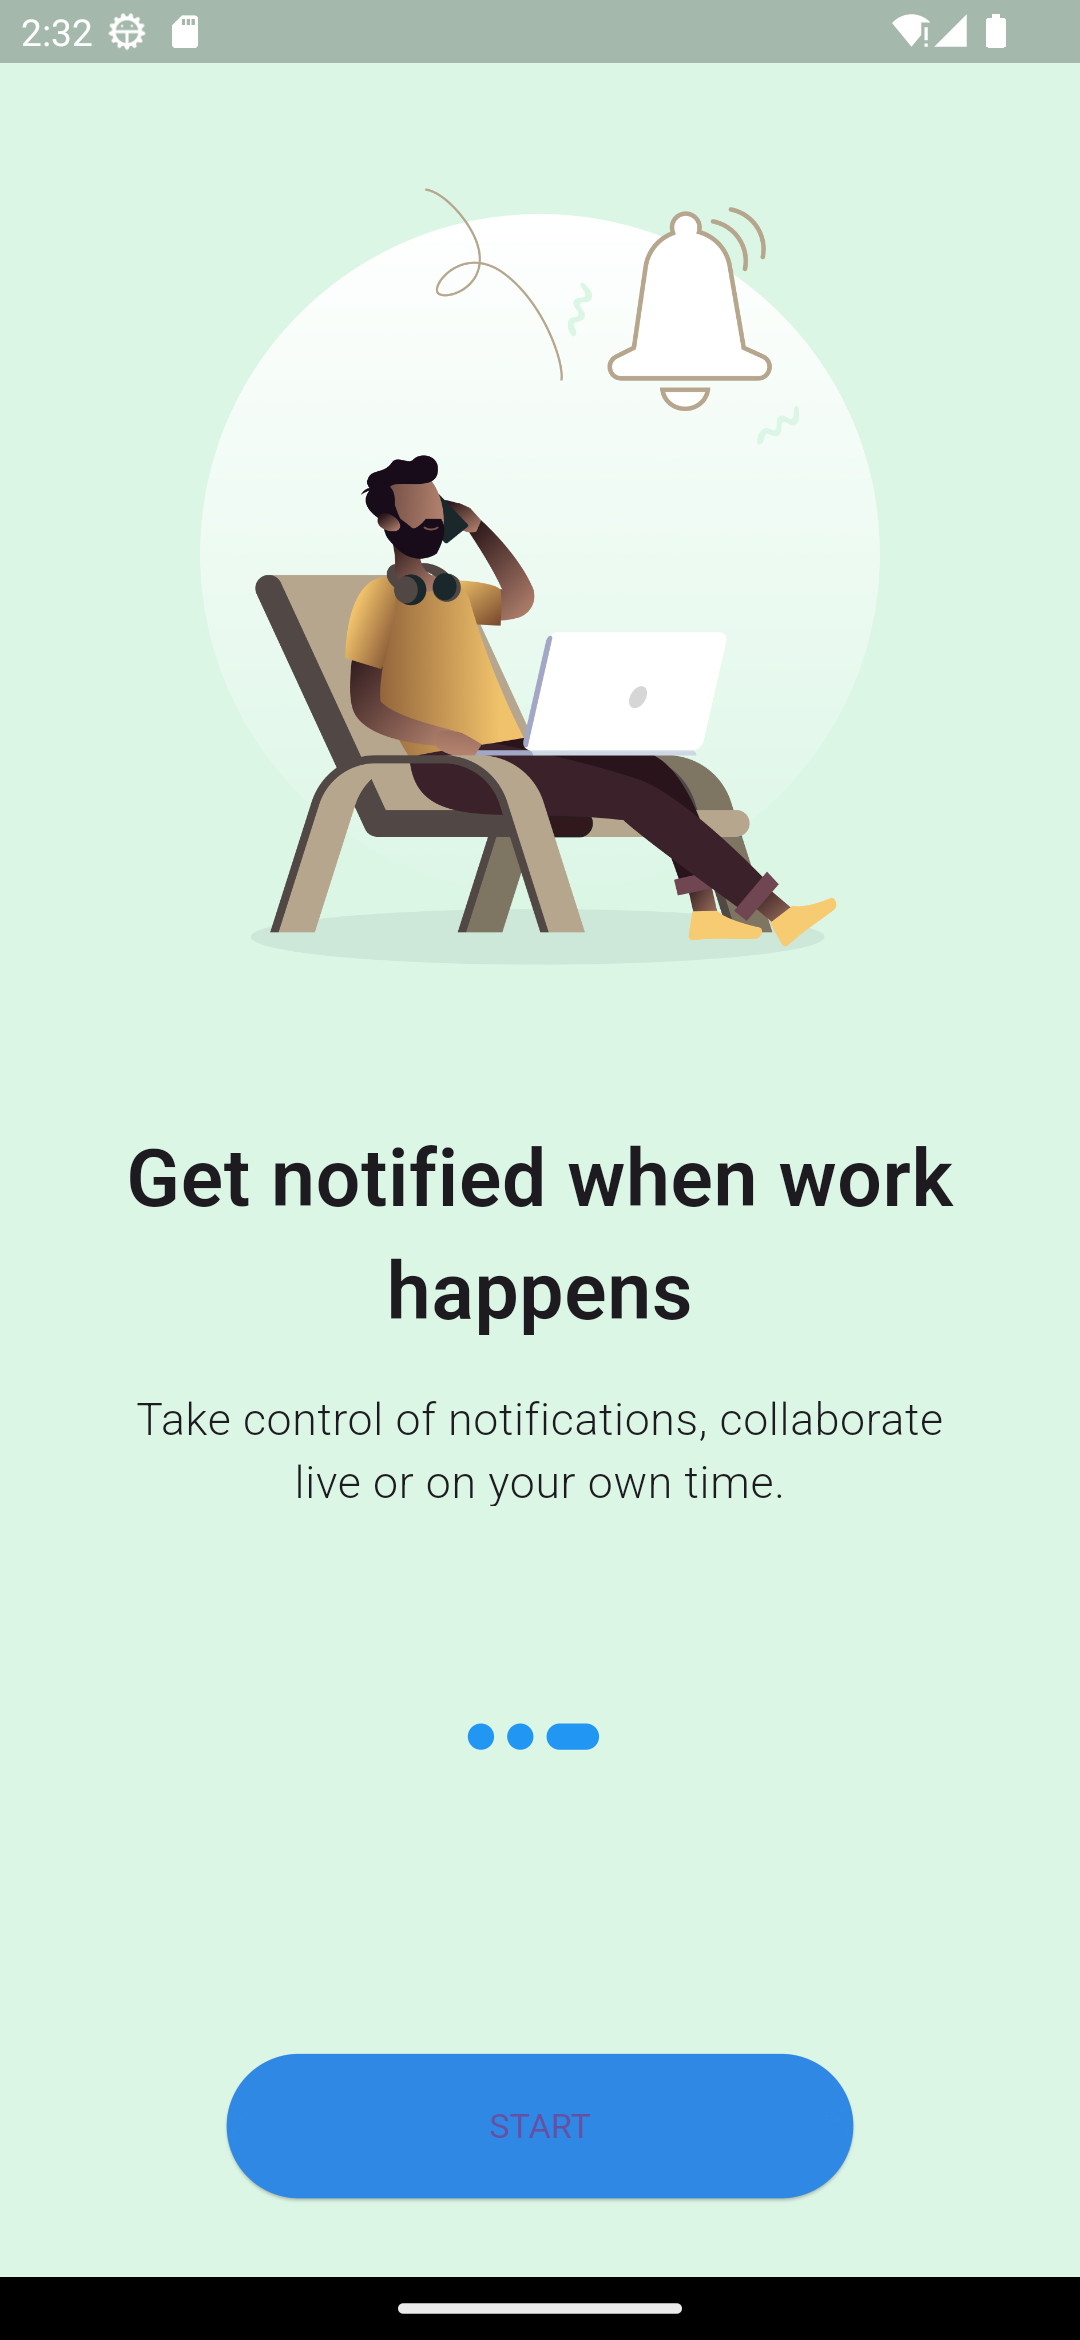 2:32
Get notified when work
happens
Take control of notifications, collaborate
live or on your own time.
START